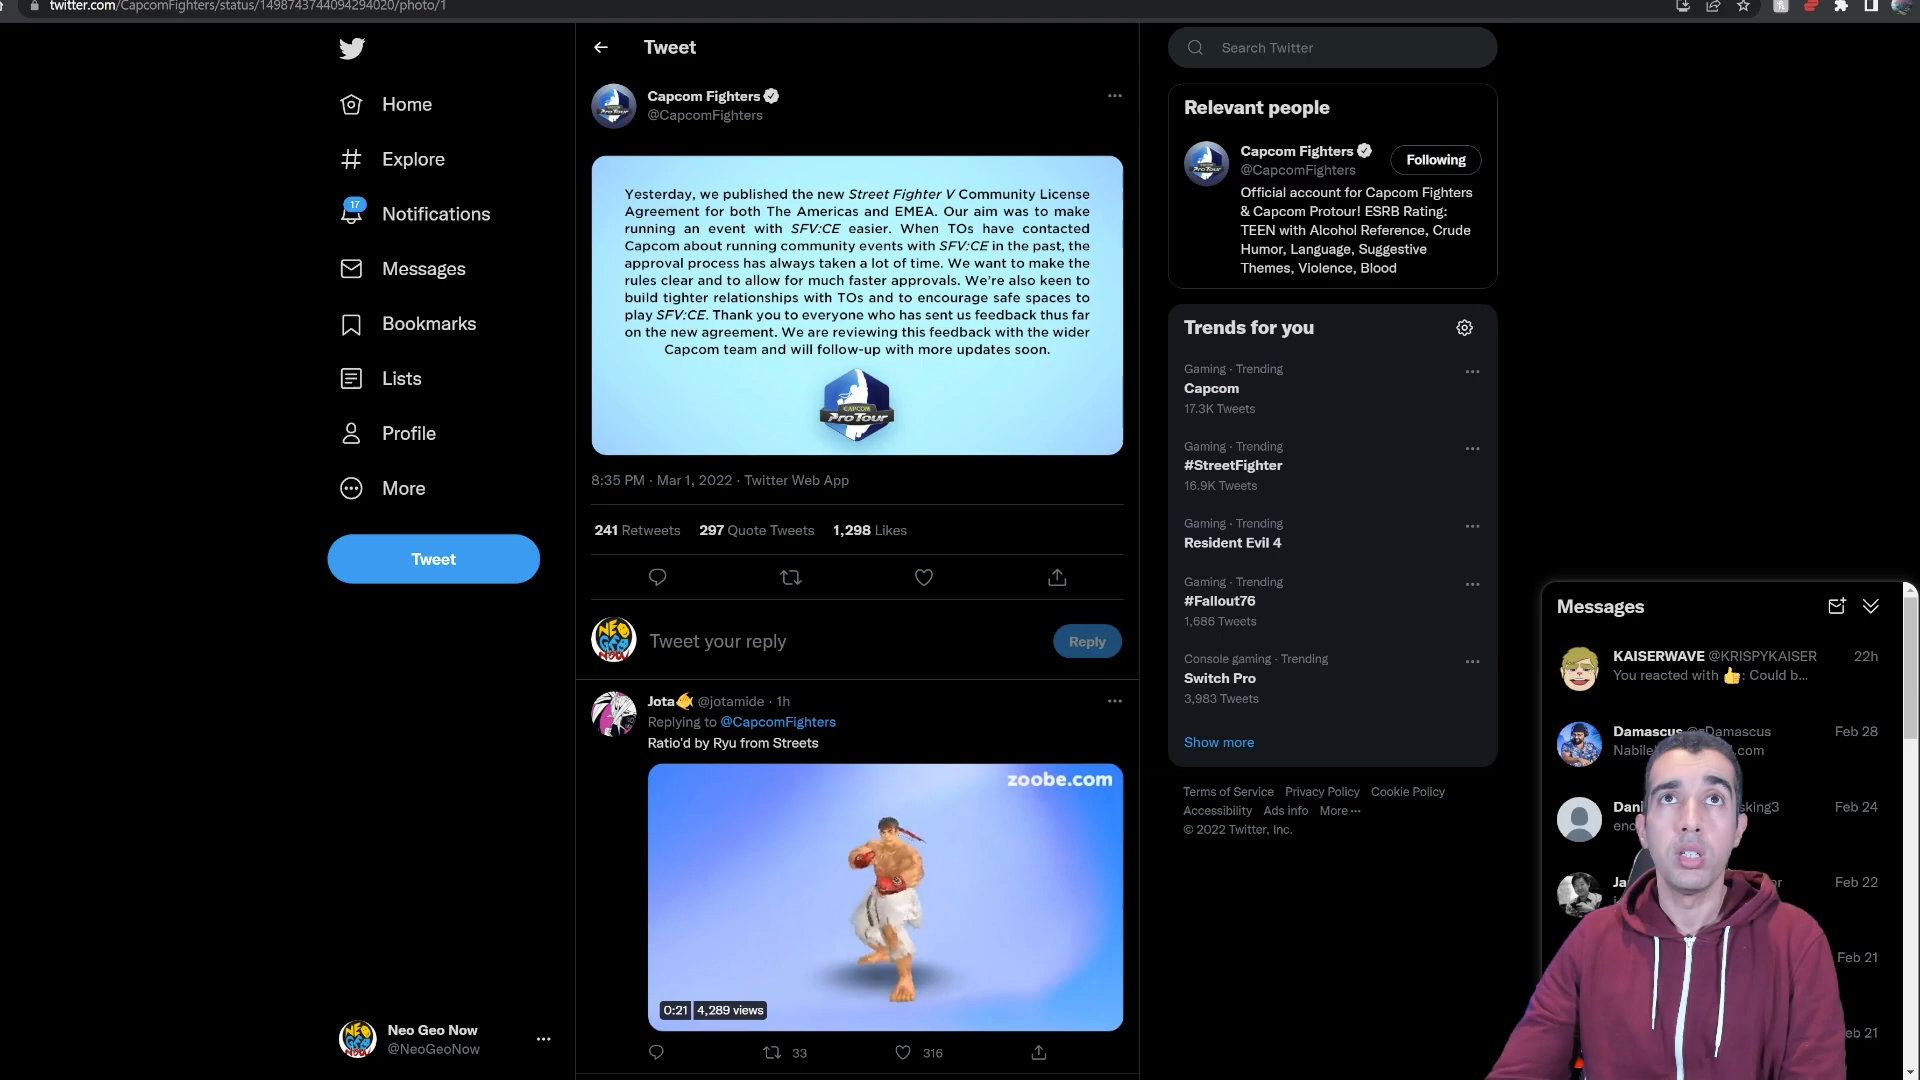 twitter.com/CapcomFighters/status/1498743744094294020/photo/1
Home
Explore
17
Notifications
Messages
Bookmarks
Lists
Profile
More
Tweet
Neo Geo Now
@NeoGeoNow
Tweet
Capcom Fighters
@CapcomFighters
Yesterday, we published the new Street Fighter V Community License
Agreement for both The Americas and EMEA. Our aim was to make
running an event with SFV:CE easier. When TOs have contacted
Capcom about running community events with SFV:CE in the past, the
approval process has always taken a lot of time. We want to make the
rules clear and to allow for much faster approvals. We're also keen to
build tighter relationships with TOs and to encourage safe spaces to
play SFV:CE. Thank you to everyone who has sent us feedback thus far
on the new agreement. We are reviewing this feedback with the wider
Capcom team and will follow-up with more updates soon.
CAPCOM
ProTour
8:35 PM · Mar 1, 2022 · Twitter Web App
241 Retweets 297 Quote Tweets 1,298 Likes
NEO GEO NOW
Tweet your reply
Reply
Jota @jotamide · 1h
Replying to @CapcomFighters
Ratio'd by Ryu from Streets
zoobe.com
0:21 4,289 views
33 316
Search Twitter
Relevant people
Capcom Fighters
@CapcomFighters
Following
Official account for Capcom Fighters
& Capcom Protour! ESRB Rating:
TEEN with Alcohol Reference, Crude
Humor, Language, Suggestive
Themes, Violence, Blood
Trends for you
Gaming · Trending
Capcom
17.3K Tweets
Gaming · Trending
#StreetFighter
16.9K Tweets
Gaming · Trending
Resident Evil 4
Gaming · Trending
#Fallout76
1,686 Tweets
Console gaming · Trending
Switch Pro
3,983 Tweets
Show more
Terms of Service Privacy Policy Cookie Policy
Accessibility Ads info More ···
© 2022 Twitter, Inc.
Messages
KAISERWAVE @KRISPYKAISER 22h
You reacted with 👍: Could b...
Damascus Damascus Feb 28
.com
Feb 24
Feb 22
Feb 21